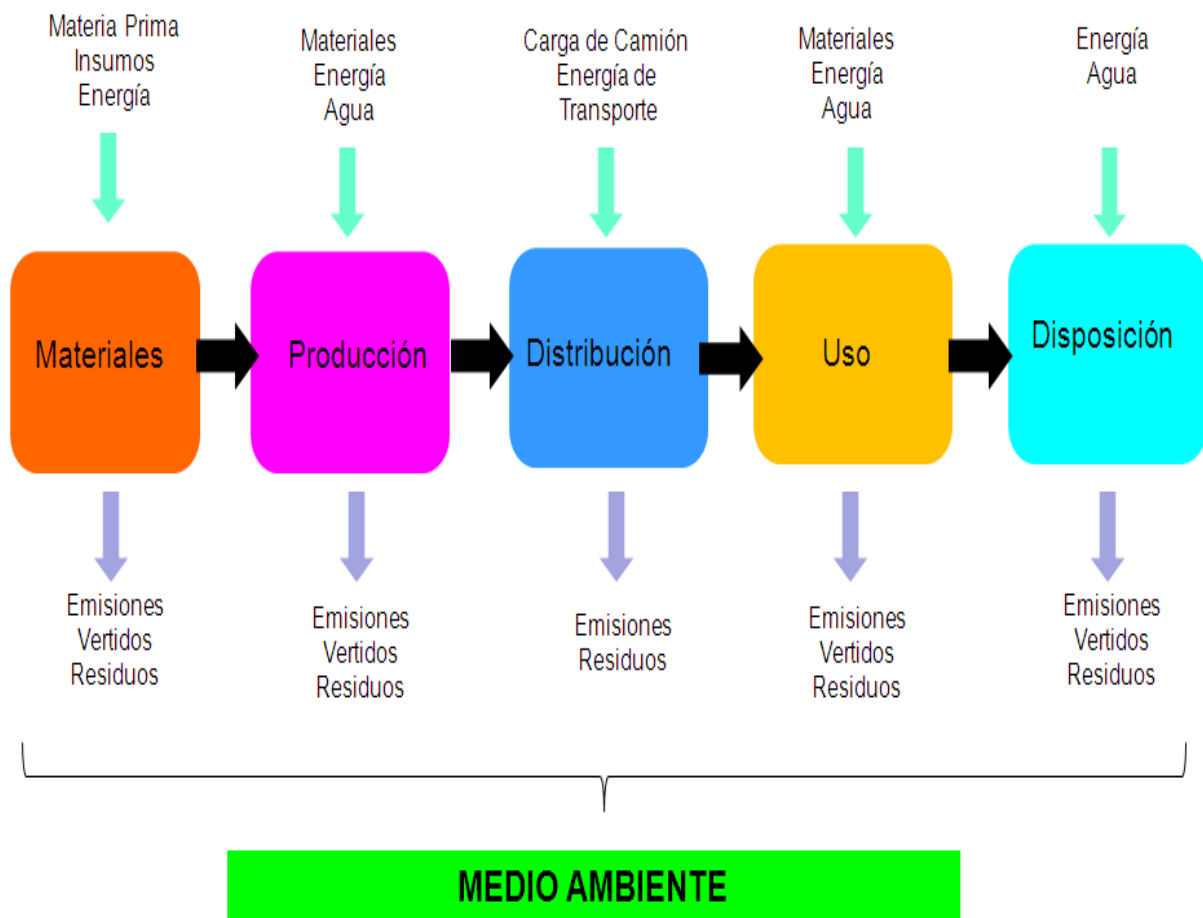 Materia Prima
Insumos
Energía
Materiales
Energía
Agua
Carga de Camión
Energía de
Transporte
Materiales
Energía
Agua
Energía
Agua
Materiales
Producción
Distribución
Uso
Disposición
Emisiones
Vertidos
Residuos
Emisiones
Vertidos
Residuos
Emisiones
Residuos
Emisiones
Vertidos
Residuos
Emisiones
Vertidos
Residuos
MEDIO AMBIENTE